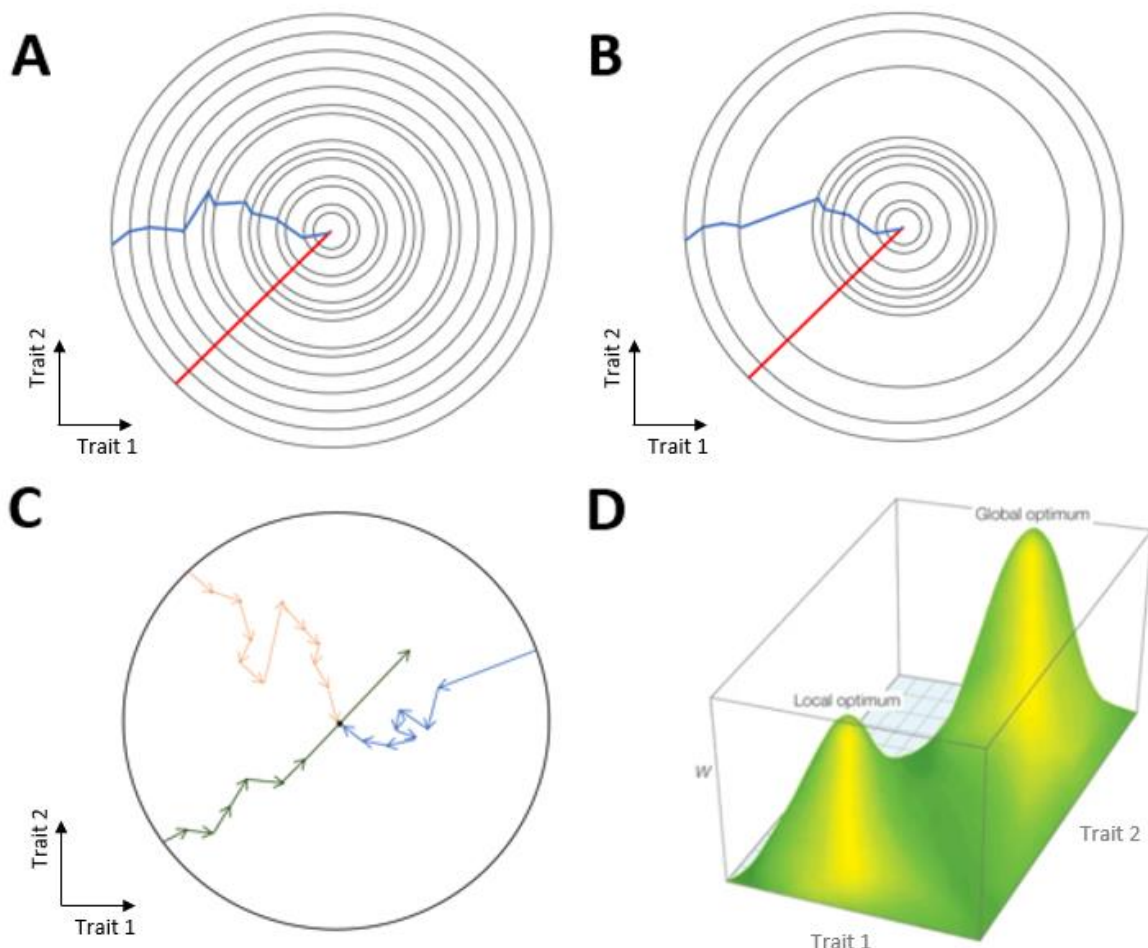 A
B
Trait 2
Trait 1
Trait 2
Trait 1
C
D
Trait 2
Trait 1
Global optimum
Local optimum
W
Trait 2
Trait 1